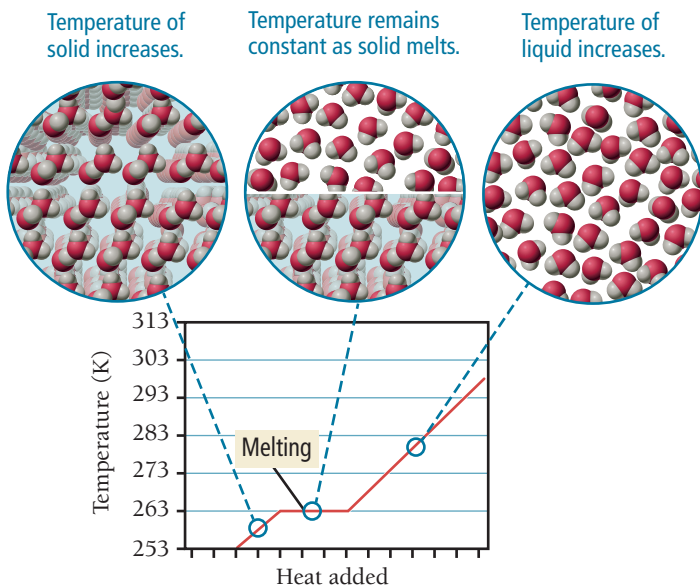 Temperature of
solid increases.
Temperature remains
constant as solid melts.
Temperature of
liquid increases.
313
303
293
283
273
263
253
Temperature (K)
Melting
Heat added